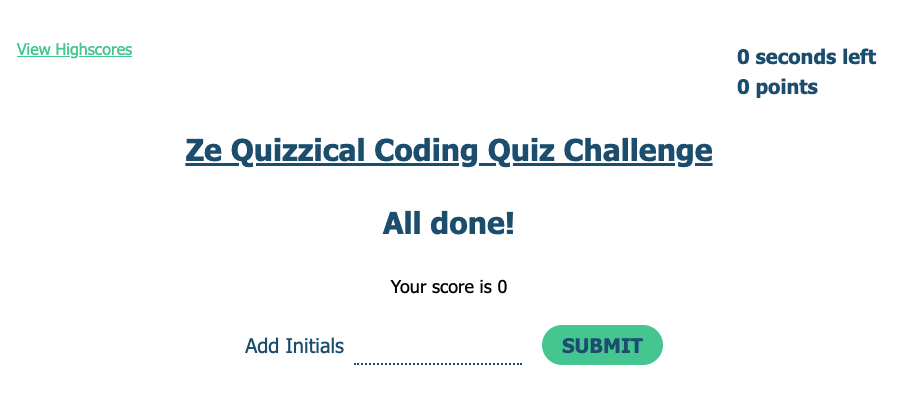 View Highscores
0 seconds left
0 points
Ze Quizzical Coding Quiz Challenge
All done!
Your score is 0
Add Initials
SUBMIT